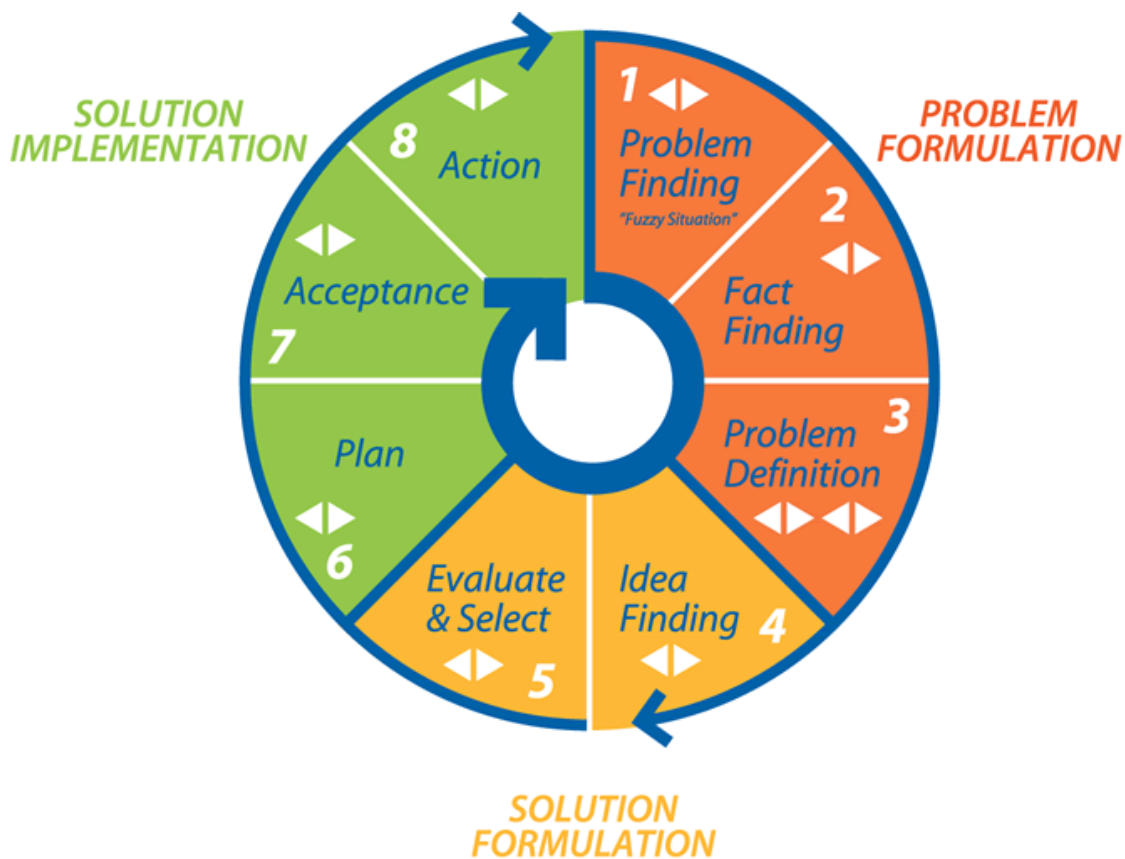 PROBLEM
FORMULATION
1
Problem
Finding
"Fuzzy Situation"
2
Fact
Finding
3
Problem
Definition
SOLUTION
FORMULATION
Idea
Finding
4
Evaluate
& Select
5
SOLUTION
IMPLEMENTATION
Plan
6
Acceptance
7
8
Action